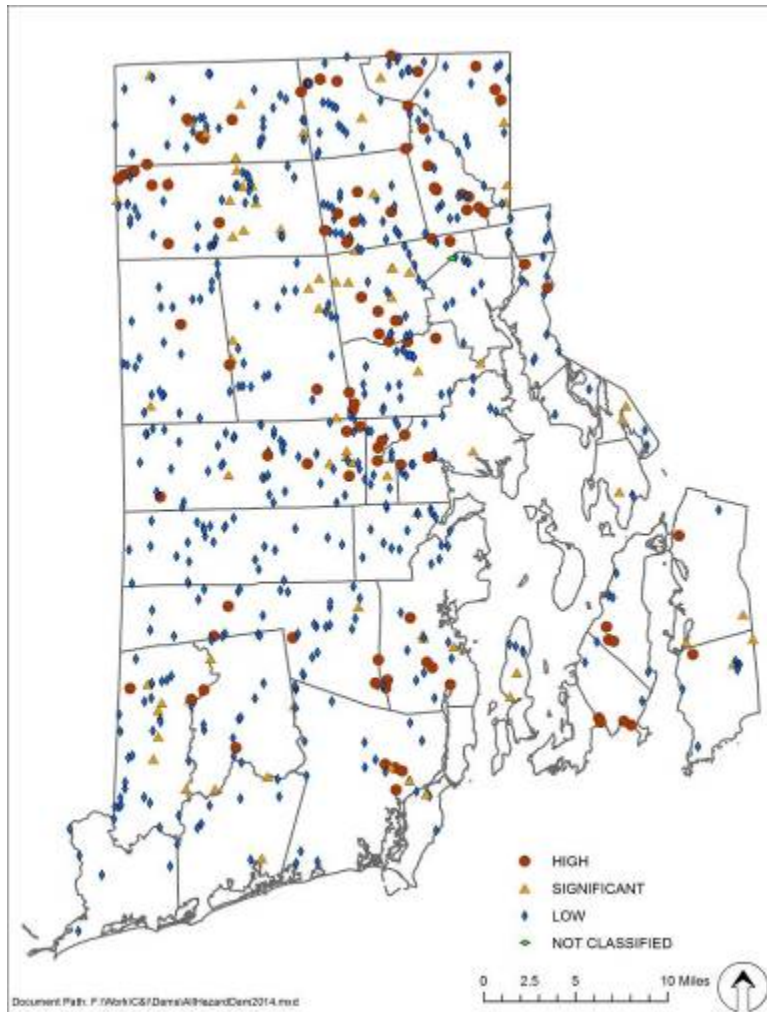 HIGH
SIGNIFICANT
LOW
NOT CLASSIFIED
0 2.5 5 10 Miles
Document Path: F:\Work\C&I\Dams\AllHazardDam2014.mxd